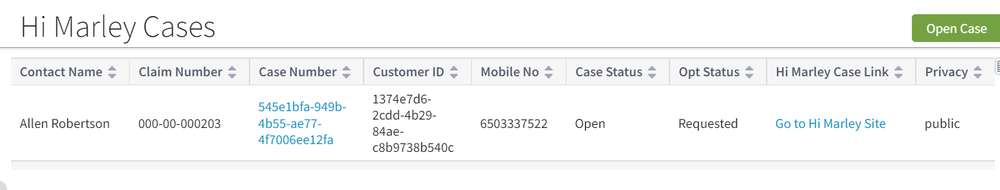 Hi Marley Cases
Open Case
Contact Name Claim Number Case Number Customer ID Mobile No Case Status Opt Status Hi Marley Case Link Privacy
Allen Robertson
000-00-000203
545e1bfa-949b-
4b55-ae77-
4f7006ee12fa
1374e7d6-
2cdd-4b29-
84ae-
c8b9738b540c
6503337522
Open
Requested
Go to Hi Marley Site
public